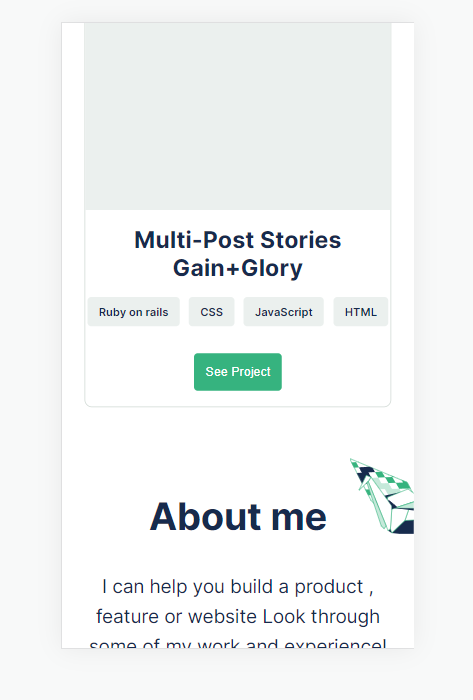 Multi-Post Stories
Gain+Glory
Ruby on rails CSS JavaScript HTML
See Project
About me
I can help you build a product ,
feature or website Look through
some of my work and experience!